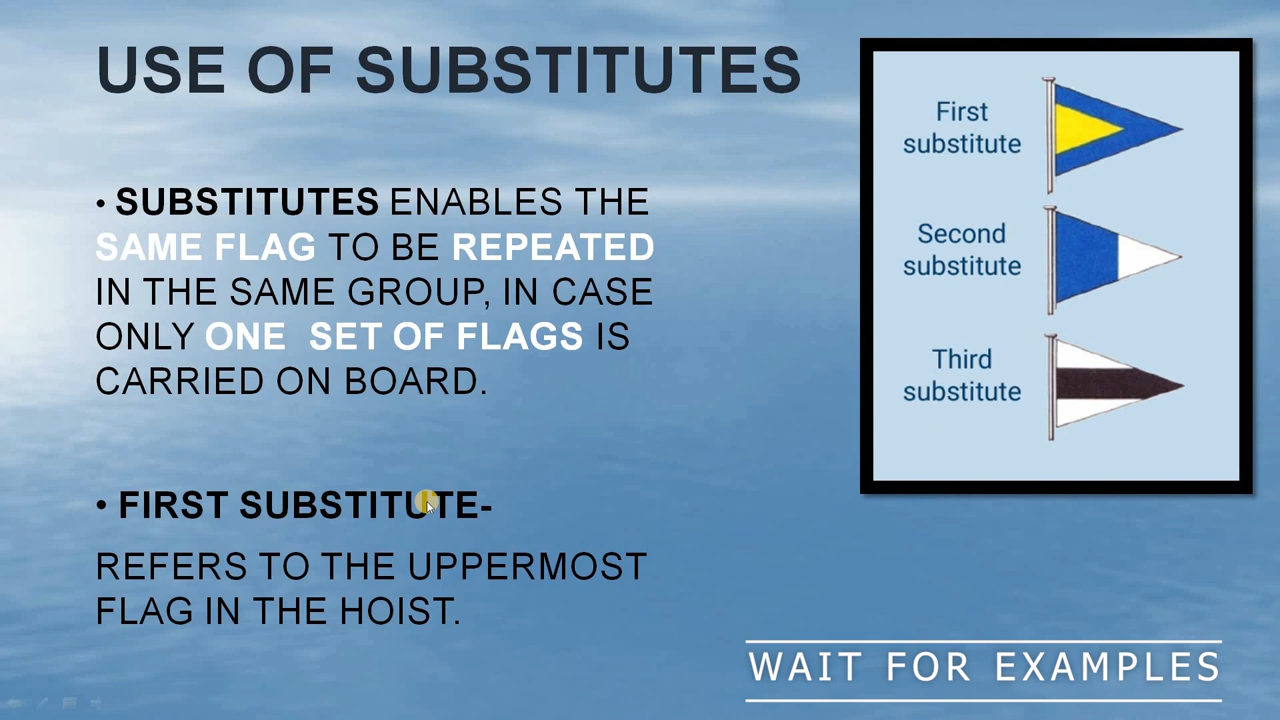 USE OF SUBSTITUTES
• SUBSTITUTES ENABLES THE
SAME FLAG TO BE REPEATED
IN THE SAME GROUP, IN CASE
ONLY ONE  SET OF FLAGS IS
CARRIED ON BOARD.
• FIRST SUBSTITUTE-
REFERS TO THE UPPERMOST
FLAG IN THE HOIST.
First
substitute
Second
substitute
Third
substitute
WAIT FOR EXAMPLES